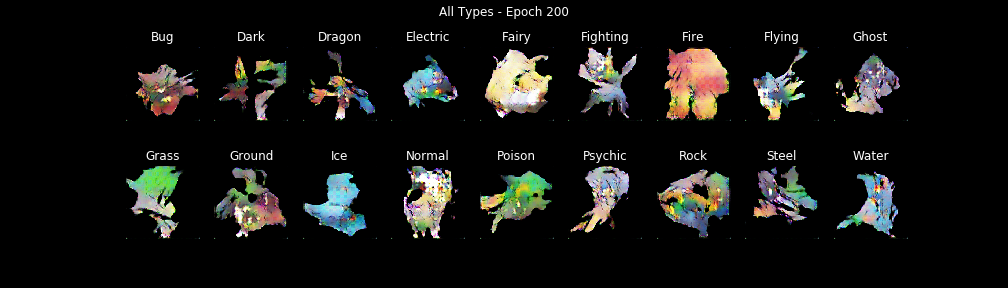 All Types - Epoch 200
Bug Dark Dragon Electric Fairy Fighting Fire Flying Ghost
Grass Ground Ice Normal Poison Psychic Rock Steel Water